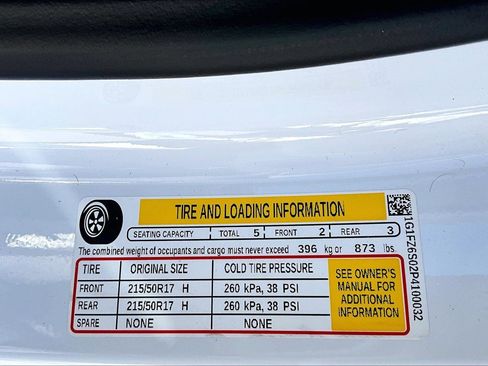 TIRE AND LOADING INFORMATION
SEATING CAPACITY TOTAL 5 FRONT 2 REAR 3
The combined weight of occupants and cargo must never exceed 396 kg or 873 lbs.
TIRE ORIGINAL SIZE COLD TIRE PRESSURE
FRONT 215/50R17 H 260 kPa, 38 PSI
REAR 215/50R17 H 260 kPa, 38 PSI
SPARE NONE NONE
SEE OWNER'S
MANUAL FOR
ADDITIONAL
INFORMATION
1G1FZ6S02P4100032